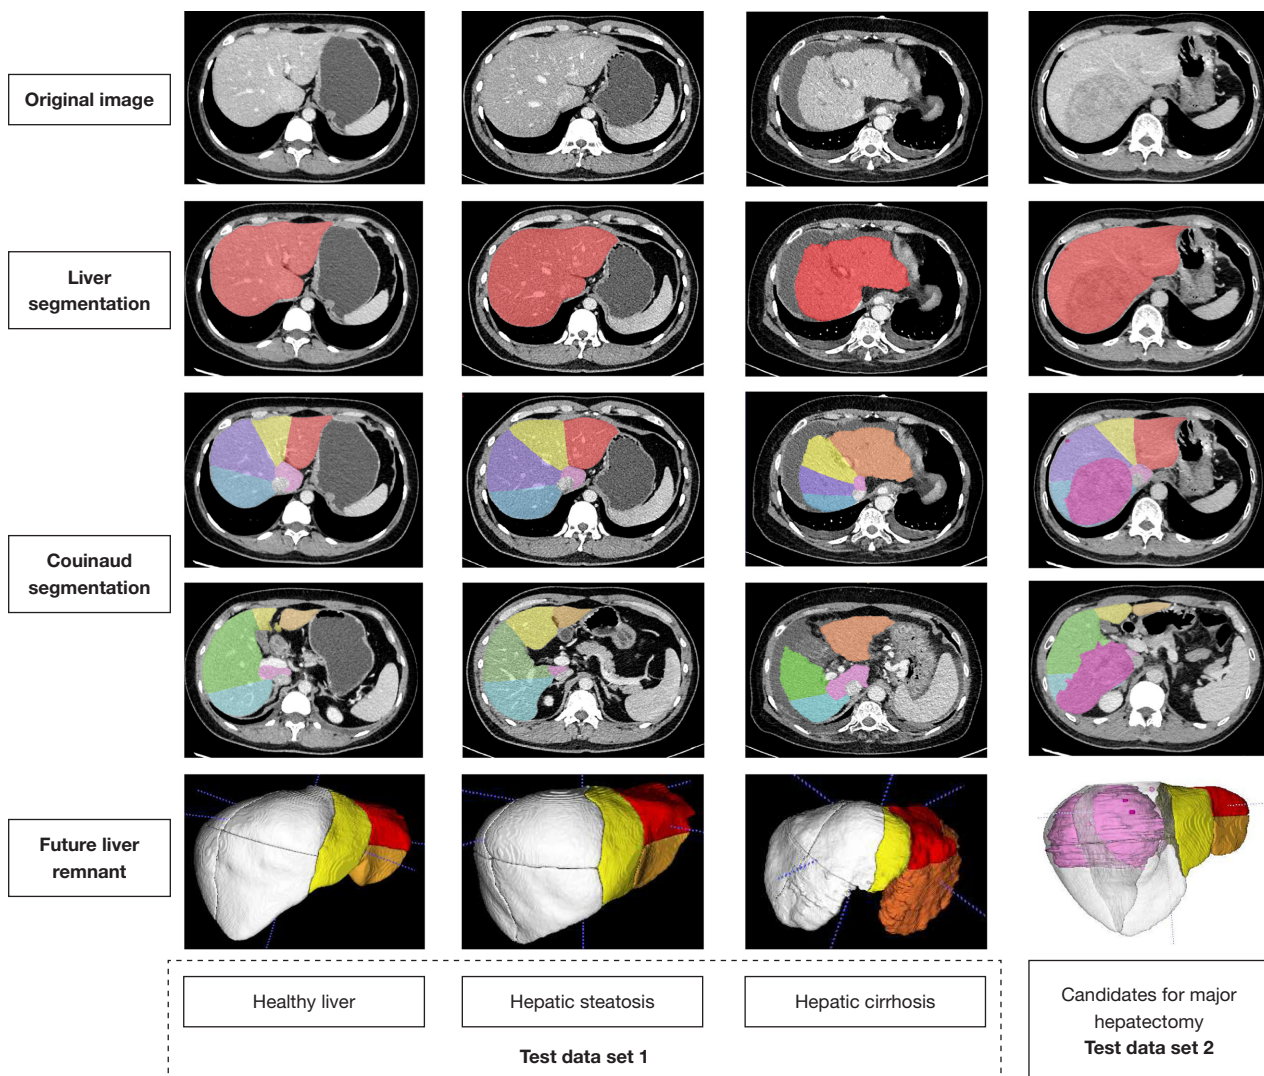 Original image
Liver
segmentation
Couinaud
segmentation
Future liver
remnant
Healthy liver
Hepatic steatosis
Hepatic cirrhosis
Test data set 1
Candidates for major
hepatectomy
Test data set 2